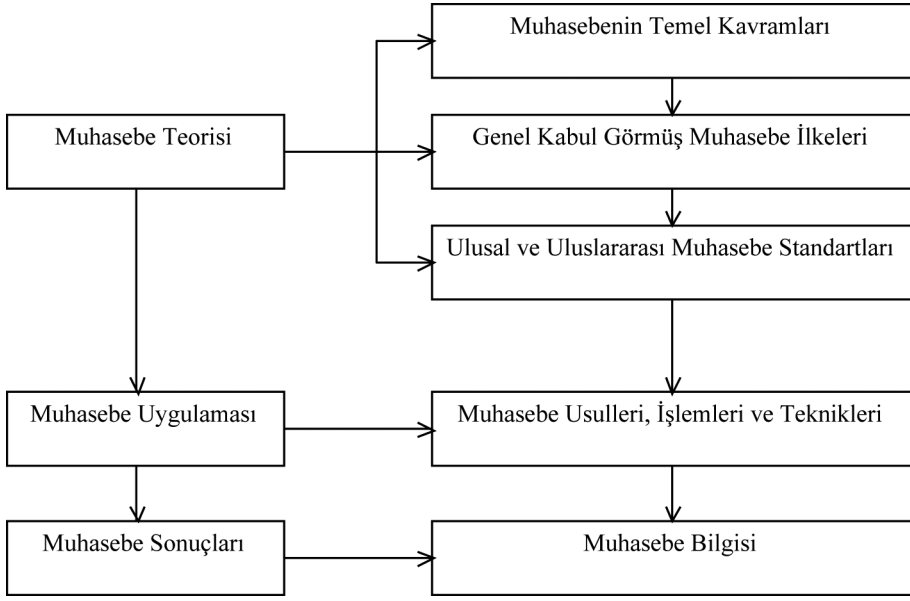 Muhasebenin Temel Kavramları
Muhasebe Teorisi
Genel Kabul Görmüş Muhasebe İlkeleri
Ulusal ve Uluslararası Muhasebe Standartları
Muhasebe Uygulaması
Muhasebe Usulleri, İşlemleri ve Teknikleri
Muhasebe Sonuçları
Muhasebe Bilgisi